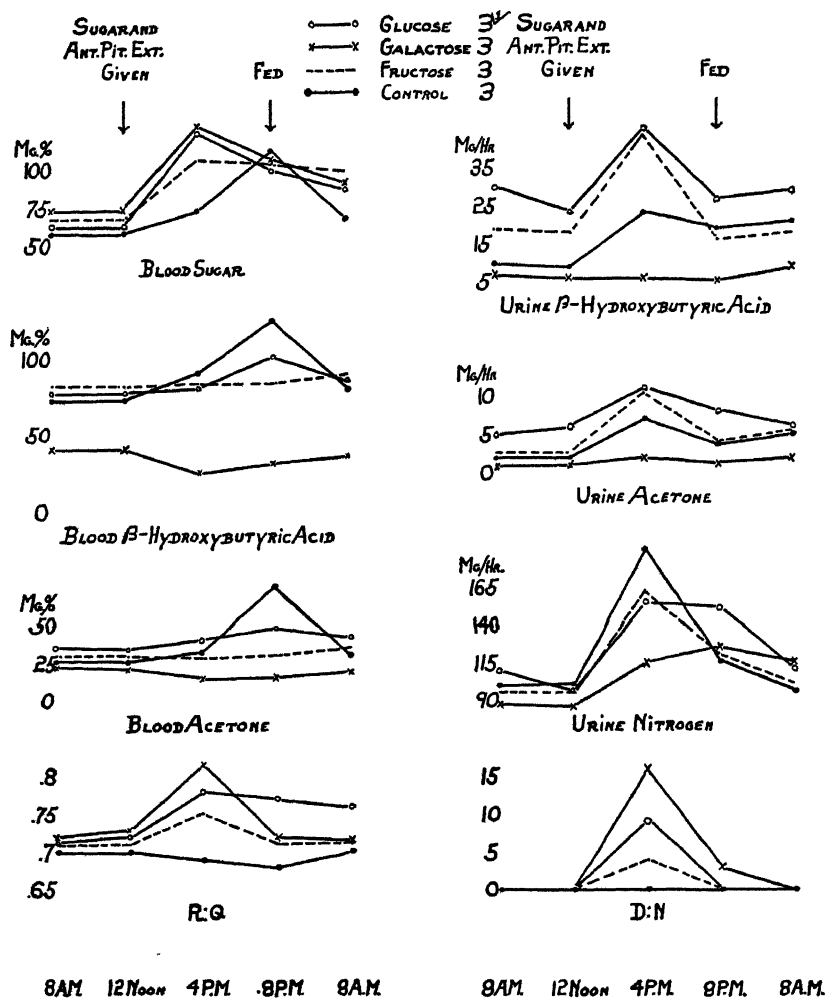 Sugar and
Ant. Pit. Ext.
Given
Fed
Glucose 3
Galactose 3
Fructose 3
Control 3
Sugar and
Ant. Pit. Ext.
Given
Fed
Mg.%
100
75
50
Blood Sugar
Mg/Hr
35
25
15
5
Urine β-Hydroxybutyric Acid
Mg.%
100
50
0
Blood β-Hydroxybutyric Acid
Mg/Hr
10
5
0
Urine Acetone
Mg.%
50
25
0
Blood Acetone
Mg/Hr.
165
140
115
90
Urine Nitrogen
.8
.75
.7
.65
R:Q
15
10
5
0
D:N
8AM. 12Noon 4P.M. 8P.M. 8A.M.
8AM. 12Noon 4PM. 8PM. 8A.M.